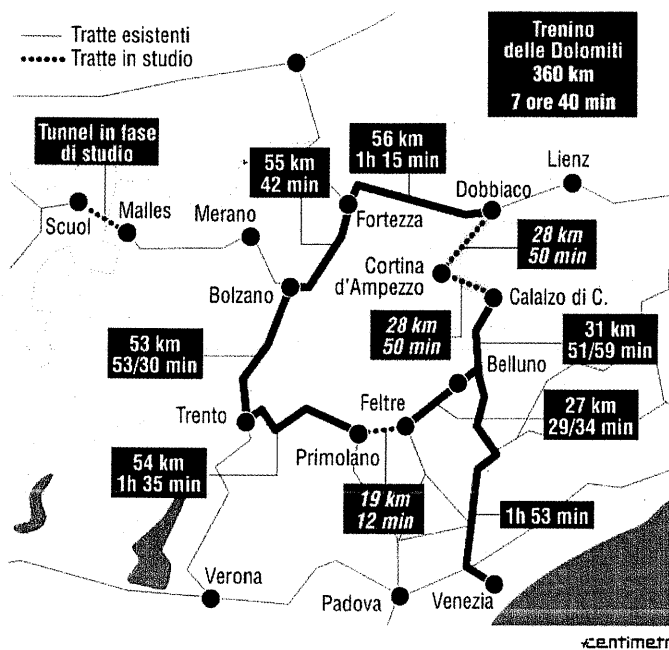 Tratte esistenti
Tratte in studio
Trenino
delle Dolomiti
360 km
7 ore 40 min
Tunnel in fase
di studio
56 km
1h 15 min
55 km
42 min
Lienz
Dobbiaco
Scuol
Malles
Merano
Fortezza
28 km
50 min
Cortina
d'Ampezzo
Bolzano
Calalzo di C.
28 km
50 min
31 km
51/59 min
53 km
53/30 min
Belluno
Feltre
27 km
29/34 min
Trento
Primolano
54 km
1h 35 min
19 km
12 min
1h 53 min
Verona
Padova
Venezia
centimetri